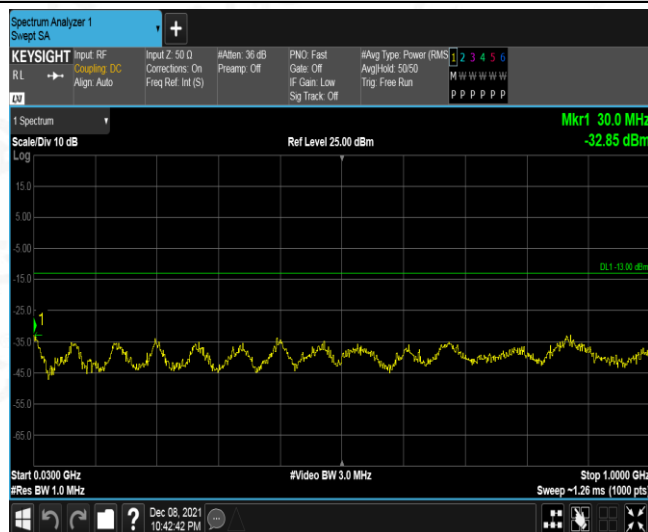 Spectrum Analyzer 1
Swept SA
KEYSIGHT
RL
LXI
Input: RF
Coupling: DC
Align: Auto
Input Z: 50 Ω
Corrections: On
Freq Ref: Int (S)
#Atten: 36 dB
Preamp: Off
PNO: Fast
Gate: Off
IF Gain: Low
Sig Track: Off
#Avg Type: Power (RMS
Avg|Hold: 50/50
Trig: Free Run
1 2 3 4 5 6
M W W W W W
P P P P P P
1 Spectrum
Scale/Div 10 dB
Log
Ref Level 25.00 dBm
Mkr1 30.0 MHz
-32.85 dBm
15.0
5.00
-5.00
-15.0
-25.0
-35.0
-45.0
-55.0
-65.0
DL1 -13.00 dBm
1
Start 0.0300 GHz
#Res BW 1.0 MHz
#Video BW 3.0 MHz
Stop 1.0000 GHz
Sweep ~1.26 ms (1000 pts)
?
Dec 08, 2021
10:42:42 PM